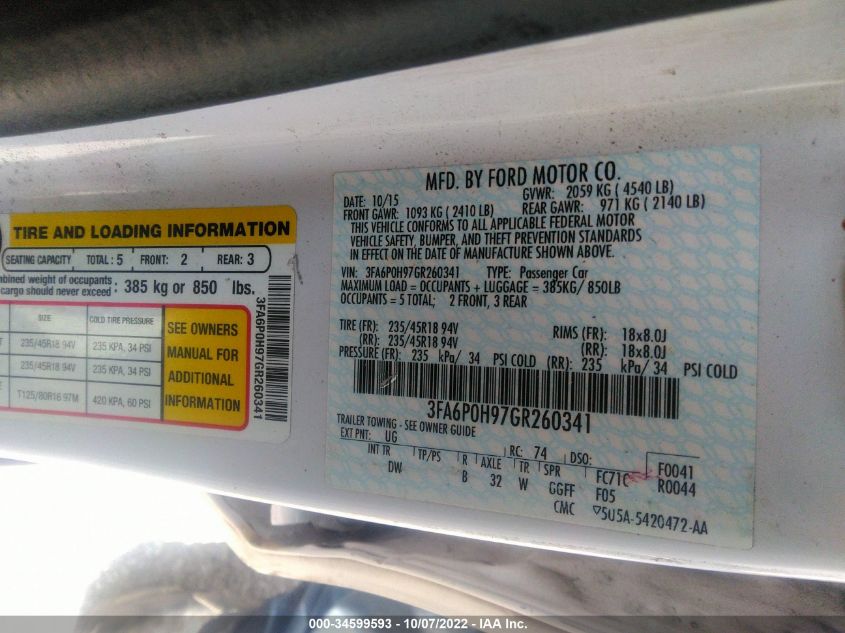 TIRE AND LOADING INFORMATION
SEATING CAPACITY TOTAL: 5 FRONT: 2 REAR: 3
mbined weight of occupants
cargo should never exceed : 385 kg or 850 lbs.
SIZE COLD TIRE PRESSURE
235/45R18 94V 235 KPA, 34 PSI
235/45R18 94V 235 KPA, 34 PSI
T125/80R16 97M 420 KPA, 60 PSI
SEE OWNERS
MANUAL FOR
ADDITIONAL
INFORMATION
3FA6P0H97GR260341
MFD. BY FORD MOTOR CO.
DATE: 10/15 GVWR: 2059 KG ( 4540 LB)
FRONT GAWR: 1093 KG ( 2410 LB) REAR GAWR: 971 KG ( 2140 LB)
THIS VEHICLE CONFORMS TO ALL APPLICABLE FEDERAL MOTOR
VEHICLE SAFETY, BUMPER, AND THEFT PREVENTION STANDARDS
IN EFFECT ON THE DATE OF MANUFACTURE SHOWN ABOVE.
VIN: 3FA6P0H97GR260341 TYPE: Passenger Car
MAXIMUM LOAD = OCCUPANTS + LUGGAGE = 385KG/ 850LB
OCCUPANTS = 5 TOTAL; 2 FRONT, 3 REAR
TIRE (FR): 235/45R18 94V RIMS (FR): 18x8.0J
(RR): 235/45R18 94V (RR): 18x8.0J
PRESSURE (FR): 235 kPa/ 34 PSI COLD (RR): 235 kPa/ 34 PSI COLD
3FA6P0H97GR260341
TRAILER TOWING - SEE OWNER GUIDE
EXT PNT: UG RC: 74 DSO:
INT TR TP/PS R AXLE TR SPR FC71C F0041
DW B 32 W GGFF F05 R0044
CMC ▽5U5A-5420472-AA
000-34599593 - 10/07/2022 - IAA Inc.